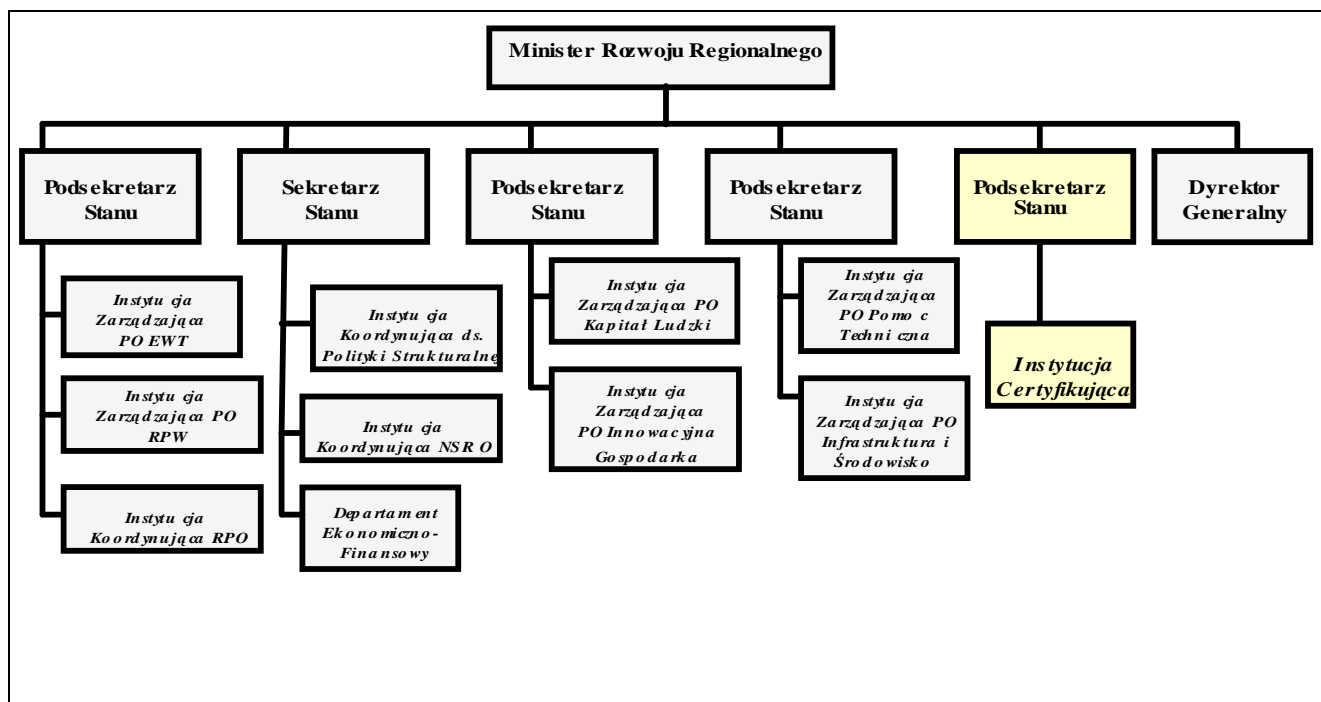 Minister Rozwoju Regionalnego
Podsekretarz
Stanu
Sekretarz
Stanu
Podsekretarz
Stanu
Podsekretarz
Stanu
Podsekretarz
Stanu
Dyrektor
Generalny
Instytucja
Zarządzająca
PO EWT
Instytucja
Zarządzająca PO
RPW
Instytucja
Koordynująca RPO
Instytucja
Koordynująca ds.
Polityki Strukturalnej
Instytucja
Koordynująca NSRO
Departament
Ekonomiczno-
Finansowy
Instytucja
Zarządzająca PO
Kapitał Ludzki
Instytucja
Zarządzająca
PO Innowacyjna
Gospodarka
Instytucja
Zarządzająca
PO Pomoc
Techniczna
Instytucja
Zarządzająca PO
Infrastruktura i
Środowisko
Instytucja
Certyfikująca